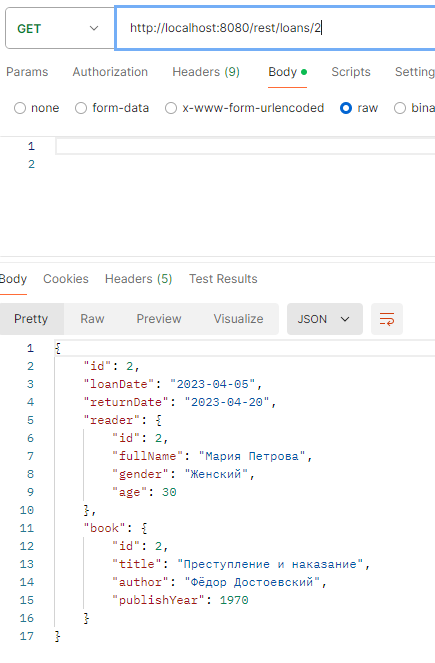 GET http://localhost:8080/rest/loans/2
Params Authorization Headers (9) Body Scripts Setting
none form-data x-www-form-urlencoded raw bina
1
2
Body Cookies Headers (5) Test Results
Pretty Raw Preview Visualize JSON
1 {
2 "id": 2,
3 "loanDate": "2023-04-05",
4 "returnDate": "2023-04-20",
5 "reader": {
6 "id": 2,
7 "fullName": "Мария Петрова",
8 "gender": "Женский",
9 "age": 30
10 },
11 "book": {
12 "id": 2,
13 "title": "Преступление и наказание",
14 "author": "Фёдор Достоевский",
15 "publishYear": 1970
16 }
17 }